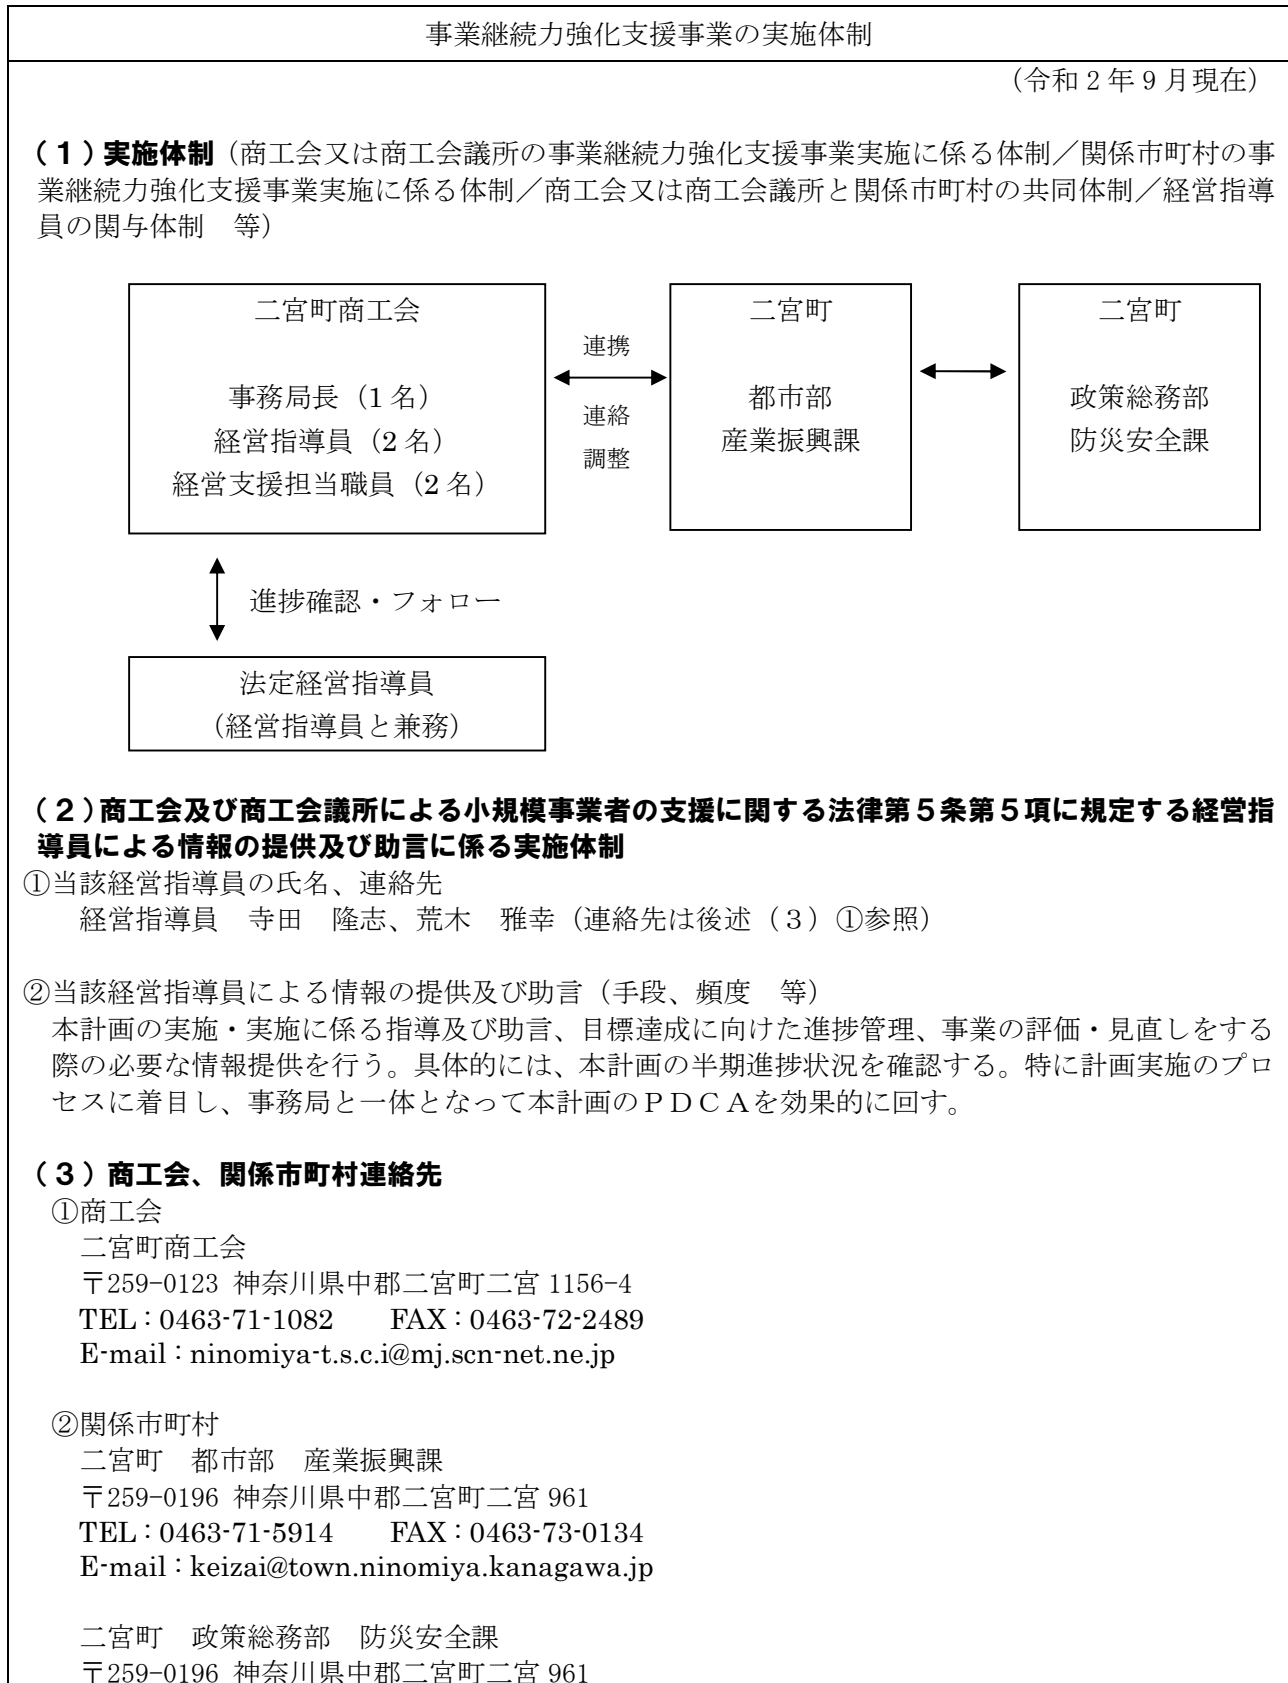 事業継続力強化支援事業の実施体制
（令和２年９月現在）
（１）実施体制（商工会又は商工会議所の事業継続力強化支援事業実施に係る体制／関係市町村の事
業継続力強化支援事業実施に係る体制／商工会又は商工会議所と関係市町村の共同体制／経営指導
員の関与体制　等）
二宮町商工会
事務局長（1 名）
経営指導員（2 名）
経営支援担当職員（2 名）
連携
連絡
調整
二宮町
都市部
産業振興課
二宮町
政策総務部
防災安全課
進捗確認・フォロー
法定経営指導員
（経営指導員と兼務）
（２）商工会及び商工会議所による小規模事業者の支援に関する法律第５条第５項に規定する経営指
導員による情報の提供及び助言に係る実施体制
①当該経営指導員の氏名、連絡先
経営指導員　寺田　隆志、荒木　雅幸（連絡先は後述（３）①参照）
②当該経営指導員による情報の提供及び助言（手段、頻度　等）
本計画の実施・実施に係る指導及び助言、目標達成に向けた進捗管理、事業の評価・見直しをする
際の必要な情報提供を行う。具体的には、本計画の半期進捗状況を確認する。特に計画実施のプロ
セスに着目し、事務局と一体となって本計画のＰＤＣＡを効果的に回す。
（３）商工会、関係市町村連絡先
①商工会
二宮町商工会
〒259-0123 神奈川県中郡二宮町二宮 1156-4
TEL：0463-71-1082　　FAX：0463-72-2489
E-mail：ninomiya-t.s.c.i@mj.scn-net.ne.jp
②関係市町村
二宮町　都市部　産業振興課
〒259-0196 神奈川県中郡二宮町二宮 961
TEL：0463-71-5914　　FAX：0463-73-0134
E-mail：keizai@town.ninomiya.kanagawa.jp
二宮町　政策総務部　防災安全課
〒259-0196 神奈川県中郡二宮町二宮 961